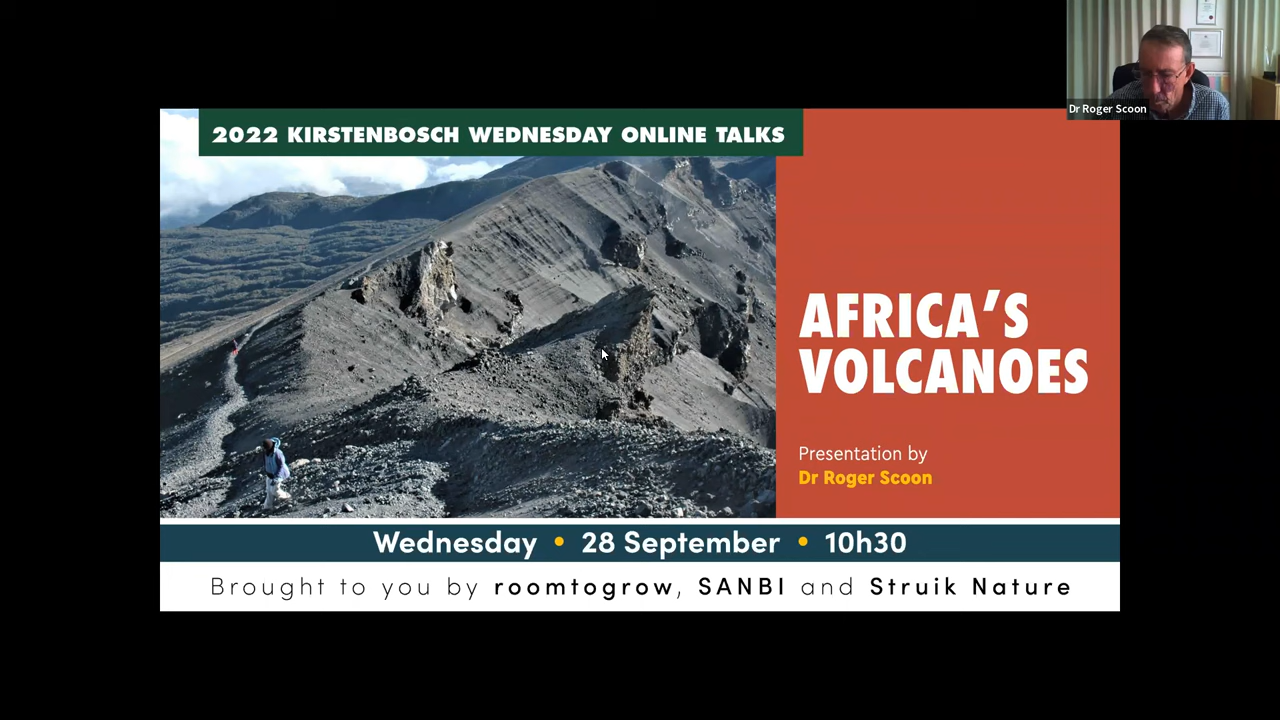 Dr Roger Scoon
2022 KIRSTENBOSCH WEDNESDAY ONLINE TALKS
AFRICA'S
VOLCANOES
Presentation by
Dr Roger Scoon
Wednesday • 28 September • 10h30
Brought to you by roomtogrow, SANBI and Struik Nature